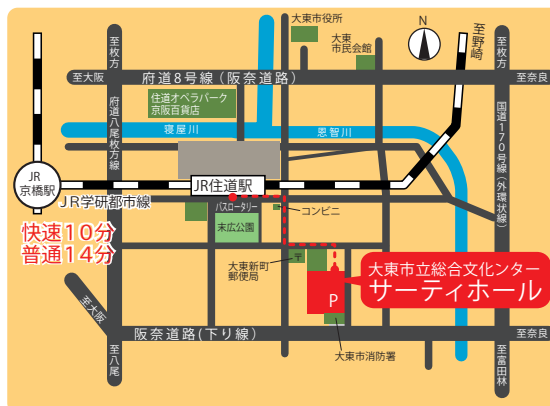 大東市役所
大東
市民会館
N
至野崎
至枚方
至枚方
至大阪
府道8号線(阪奈道路)
至奈良
住道オペラパーク
京阪百貨店
府道八尾枚方線
国道170号線(外環状線)
寝屋川
恩智川
JR
京橋駅
JR住道駅
JR学研都市線
快速10分
普通14分
バスロータリー
コンビニ
末広公園
大東新町
郵便局
〒
大東市立総合文化ンター
サーティホール
P
至大阪
阪奈道路(下り線)
至奈良
大東市消防署
至八尾
至富田林